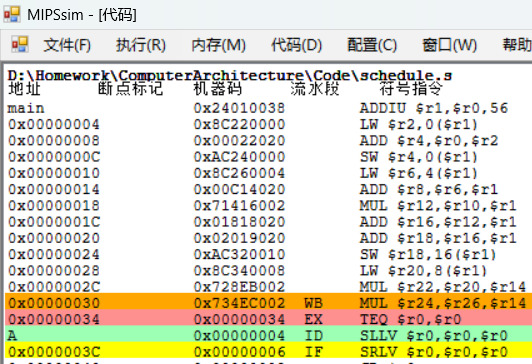 MIPSsim - [代码]
文件(F) 执行(R) 内存(M) 代码(D) 配置(C) 窗口(W) 帮助
D:\Homework\ComputerArchitecture\Code\schedule.s
地址 断点标记 机器码 流水段 符号指令
main 0x24010038 ADDIU $r1,$r0,56
0x00000004 0x8C220000 LW $r2,0($r1)
0x00000008 0x00022020 ADD $r4,$r0,$r2
0x0000000C 0xAC240000 SW $r4,0($r1)
0x00000010 0x8C260004 LW $r6,4($r1)
0x00000014 0x00C14020 ADD $r8,$r6,$r1
0x00000018 0x71416002 MUL $r12,$r10,$r1
0x0000001C 0x01818020 ADD $r16,$r12,$r1
0x00000020 0x02019020 ADD $r18,$r16,$r1
0x00000024 0xAC320010 SW $r18,16($r1)
0x00000028 0x8C340008 LW $r20,8($r1)
0x0000002C 0x728EB002 MUL $r22,$r20,$r14
0x00000030 0x734EC002 WB MUL $r24,$r26,$r14
0x00000034 0x00000034 EX TEQ $r0,$r0
A 0x00000004 ID SLLV $r0,$r0,$r0
0x0000003C 0x00000006 IF SRLV $r0,$r0,$r0